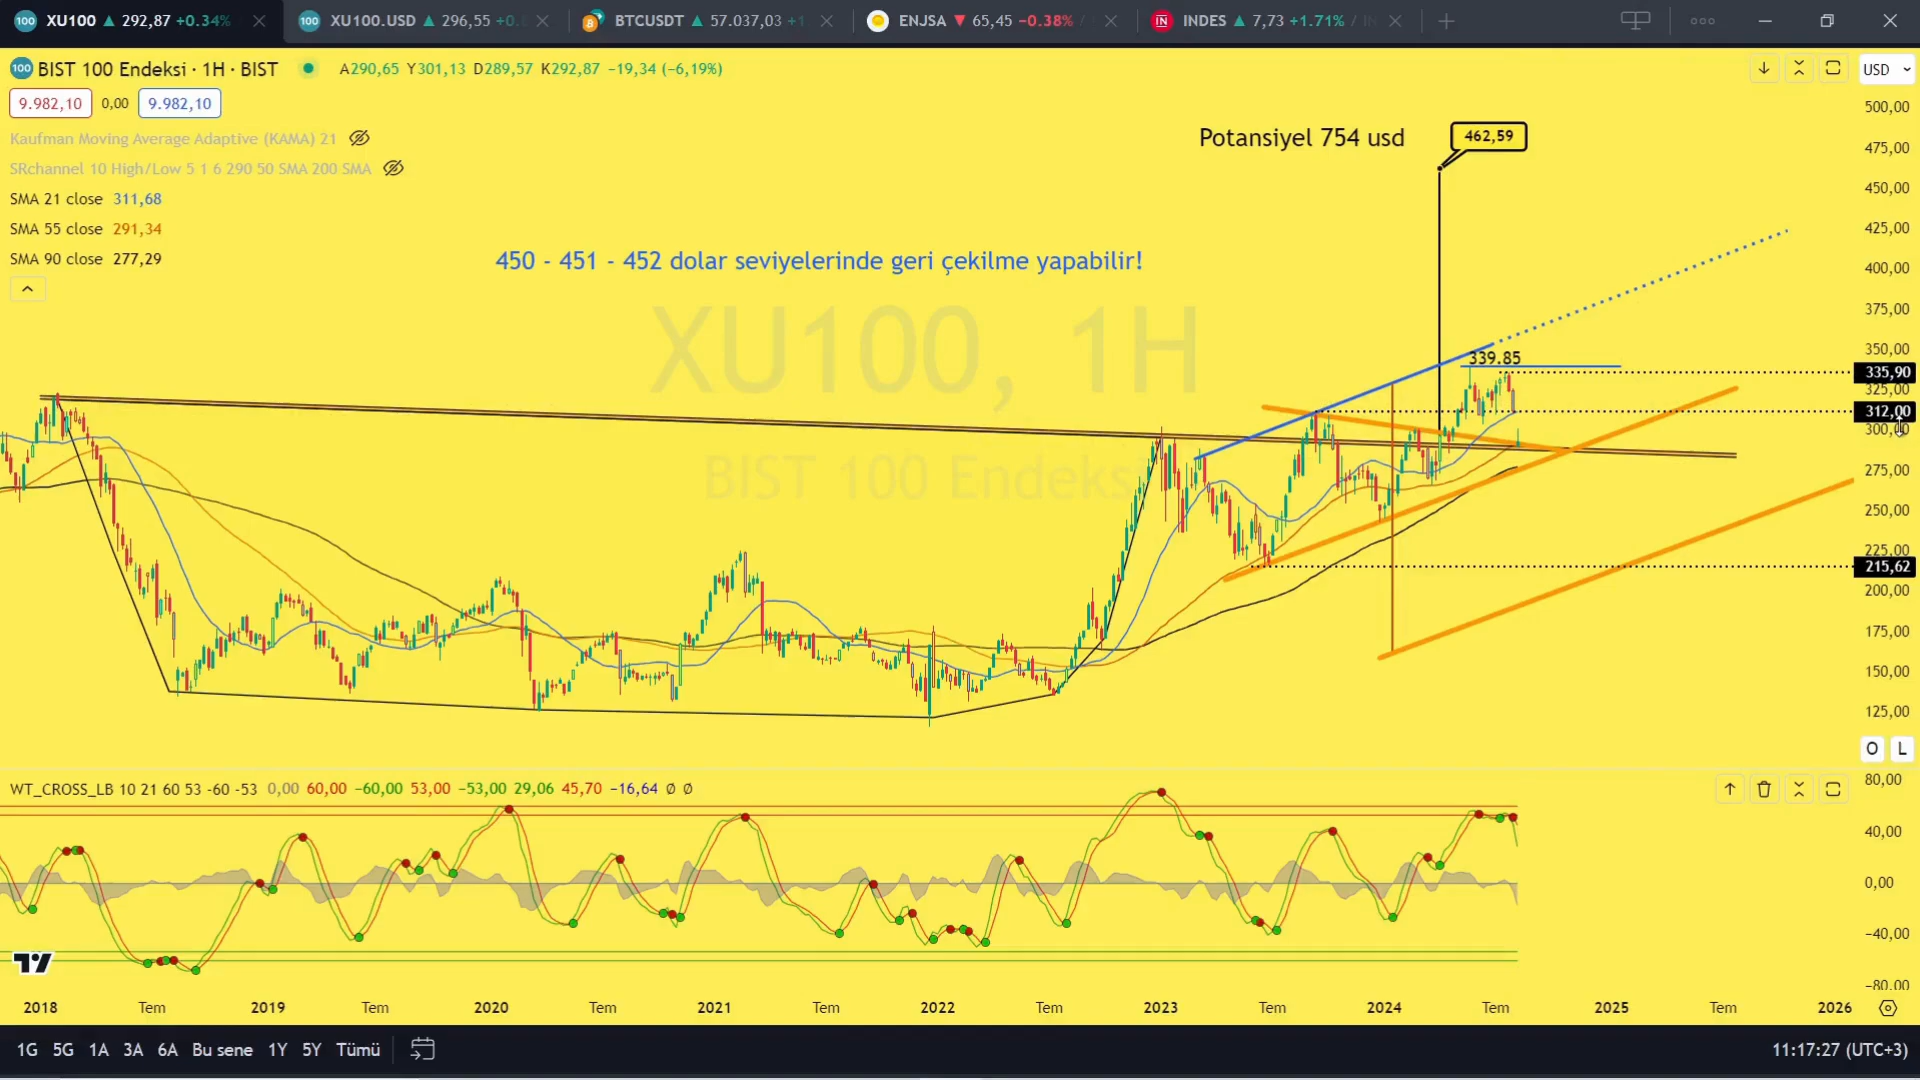 XU100 ▲ 292,87 +0.34%
XU100.USD ▲ 296,55
BTCUSDT ▲ 57.037,03
ENJSA ▼ 65,45 −0.38%
INDES ▲ 7,73 +1.71%
BIST 100 Endeksi · 1H · BIST A290,65 Y301,13 D289,57 K292,87 −19,34 (−6,19%)
USD
9.982,10 0,00 9.982,10
Kaufman Moving Average Adaptive (KAMA) 21
SRchannel 10 High/Low 5 1 6 290 50 SMA 200 SMA
SMA 21 close 311,68
SMA 55 close 291,34
SMA 90 close 277,29
Potansiyel 754 usd
462,59
450 - 451 - 452 dolar seviyelerinde geri çekilme yapabilir!
XU100, 1H
BIST 100 Endeksi
339.85
500,00
475,00
450,00
425,00
400,00
375,00
350,00
335,90
325,00
312,00
300,00
275,00
250,00
225,00
215,62
200,00
175,00
150,00
125,00
O L
WT_CROSS_LB 10 21 60 53 -60 -53 0,00 60,00 −60,00 53,00 −53,00 29,06 45,70 −16,64 Ø Ø
80,00
40,00
0,00
−40,00
−80,00
2018 Tem 2019 Tem 2020 Tem 2021 Tem 2022 Tem 2023 Tem 2024 Tem 2025 Tem 2026
1G 5G 1A 3A 6A Bu sene 1Y 5Y Tümü
11:17:27 (UTC+3)